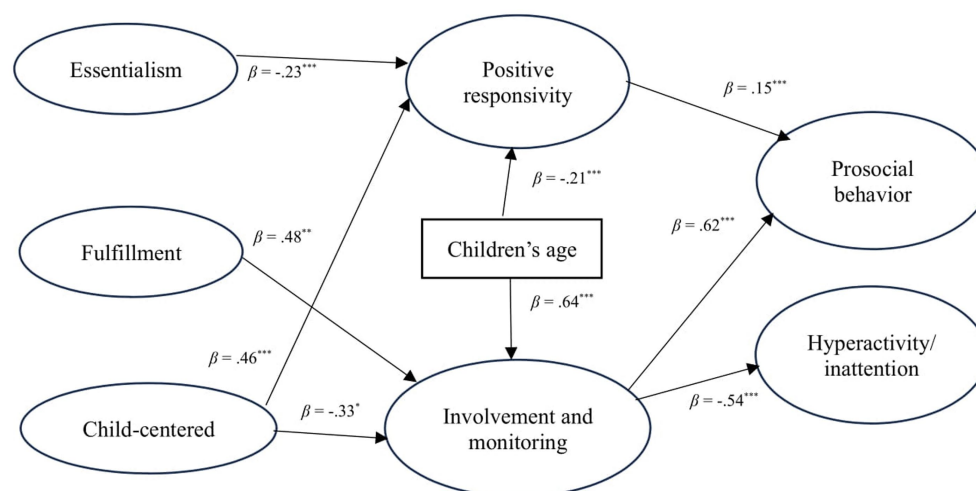 Essentialism
β = -.23***
Positive
responsivity
β = .15***
Prosocial
behavior
β = -.21***
β = .62***
Fulfillment
β = .48**
Children’s age
β = .64***
Hyperactivity/
inattention
β = .46***
β = -.54***
Child-centered
β = -.33*
Involvement and
monitoring